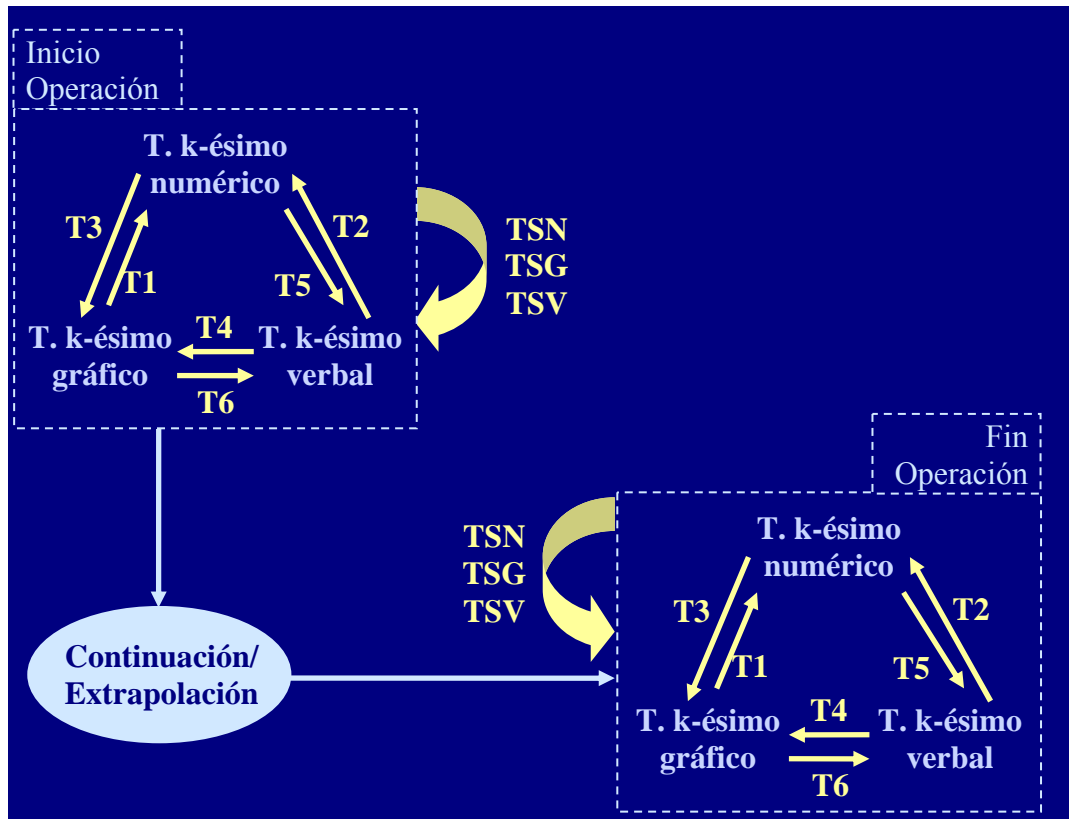 Inicio
Operación
T. k-ésimo
numérico
T3
T2
T1
T5
T4
T. k-ésimo
gráfico
T. k-ésimo
verbal
T6
TSN
TSG
TSV
Fin
Operación
TSN
TSG
TSV
T. k-ésimo
numérico
T3
T2
T1
T5
T4
T. k-ésimo
gráfico
T. k-ésimo
verbal
T6
Continuación/
Extrapolación